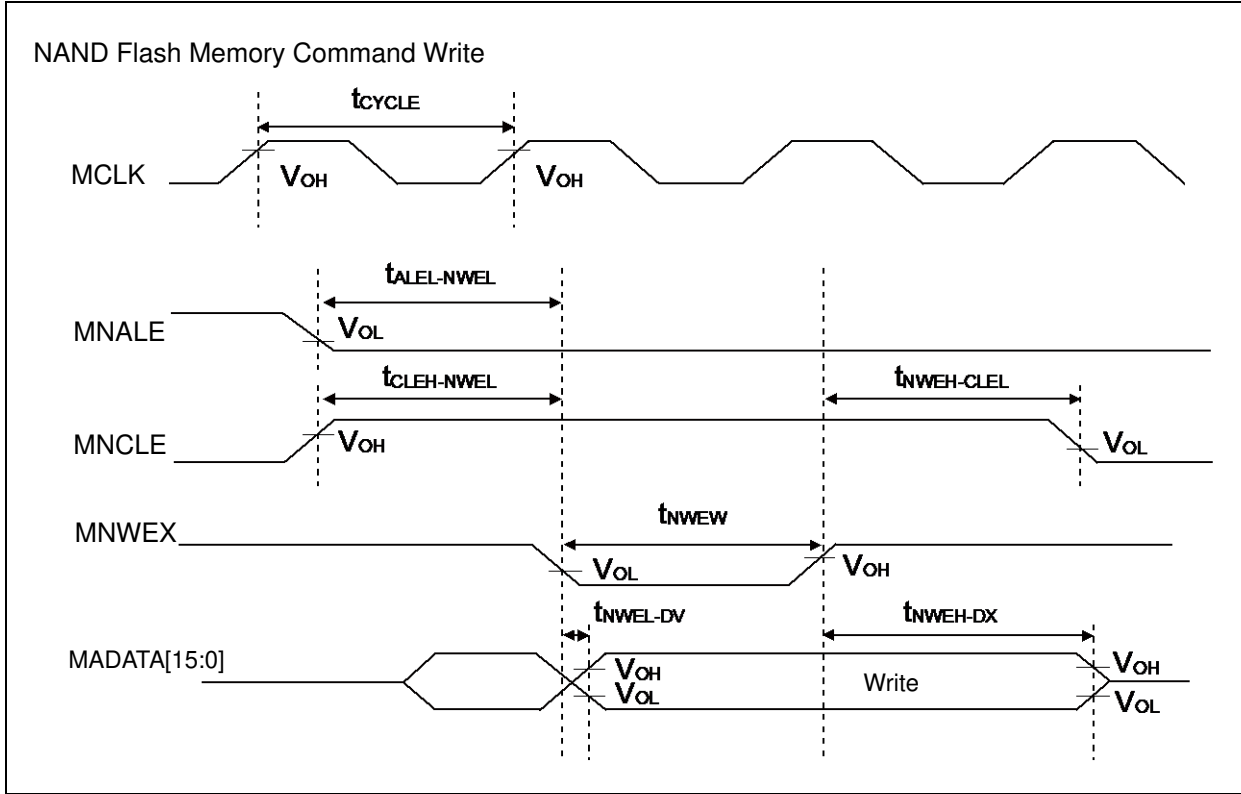 NAND Flash Memory Command Write
tCYCLE
MCLK
VOH
VOH
tALEL-NWEL
MNALE
VOL
tCLEH-NWEL
tNWEH-CLEL
MNCLE
VOH
VOL
MNWEX
tNWEW
VOL
VOH
tNWEL-DV
tNWEH-DX
MADATA[15:0]
VOH
VOL
Write
VOH
VOL